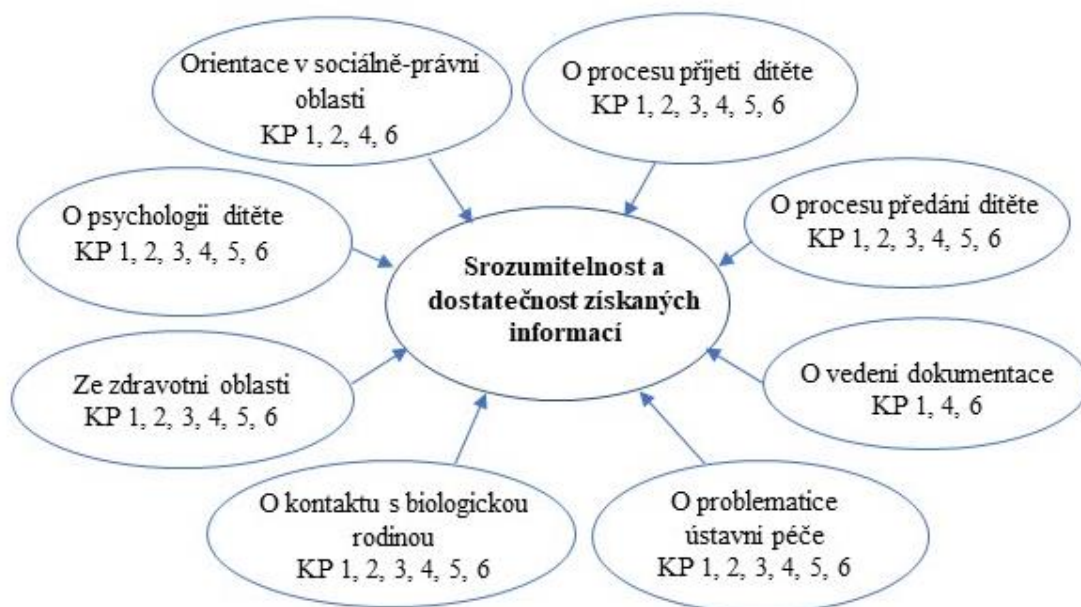 Orientace v sociálně-právní
oblasti
KP 1, 2, 4, 6
O procesu přijetí dítěte
KP 1, 2, 3, 4, 5, 6
O psychologii dítěte
KP 1, 2, 3, 4, 5, 6
O procesu předání dítěte
KP 1, 2, 3, 4, 5, 6
Srozumitelnost a
dostatečnost získaných
informací
Ze zdravotní oblasti
KP 1, 2, 3, 4, 5, 6
O vedení dokumentace
KP 1, 4, 6
O kontaktu s biologickou
rodinou
KP 1, 2, 3, 4, 5, 6
O problematice
ústavní péče
KP 1, 2, 3, 4, 5, 6